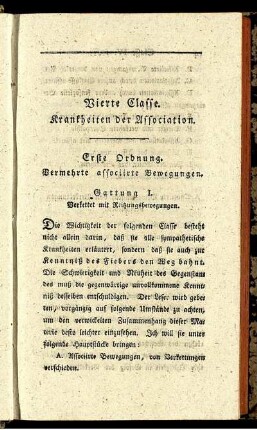 Vierte Classe.
Krankheiten der Association.
Erste Ordnung.
Vermehrte associirte Bewegungen.
Gattung I.
Verkettet mit Reitzungsbewegungen.
Die Wichtigkeit der folgenden Classe besteht
nicht allein darin, daß sie alle sympathetische
Krankheiten erläutert, sondern daß sie auch zur
Kenntniß des Fiebers den Weg bahnt.
Die Schwürigkeit und Neuheit des Gegenstan-
des muß die gegenwärtige unvollkommne Kennt-
niß desselben entschuldigen. Der Leser wird gebe-
ten, vorgängig auf folgende Umstände zu achten,
um den verwickelten Zusammenhang dieser Ma-
terie desto leichter einzusehen. Ich will sie unter
folgende Hauptstücke bringen:
A. Associirte Bewegungen, von Verkettungen
verschieden.